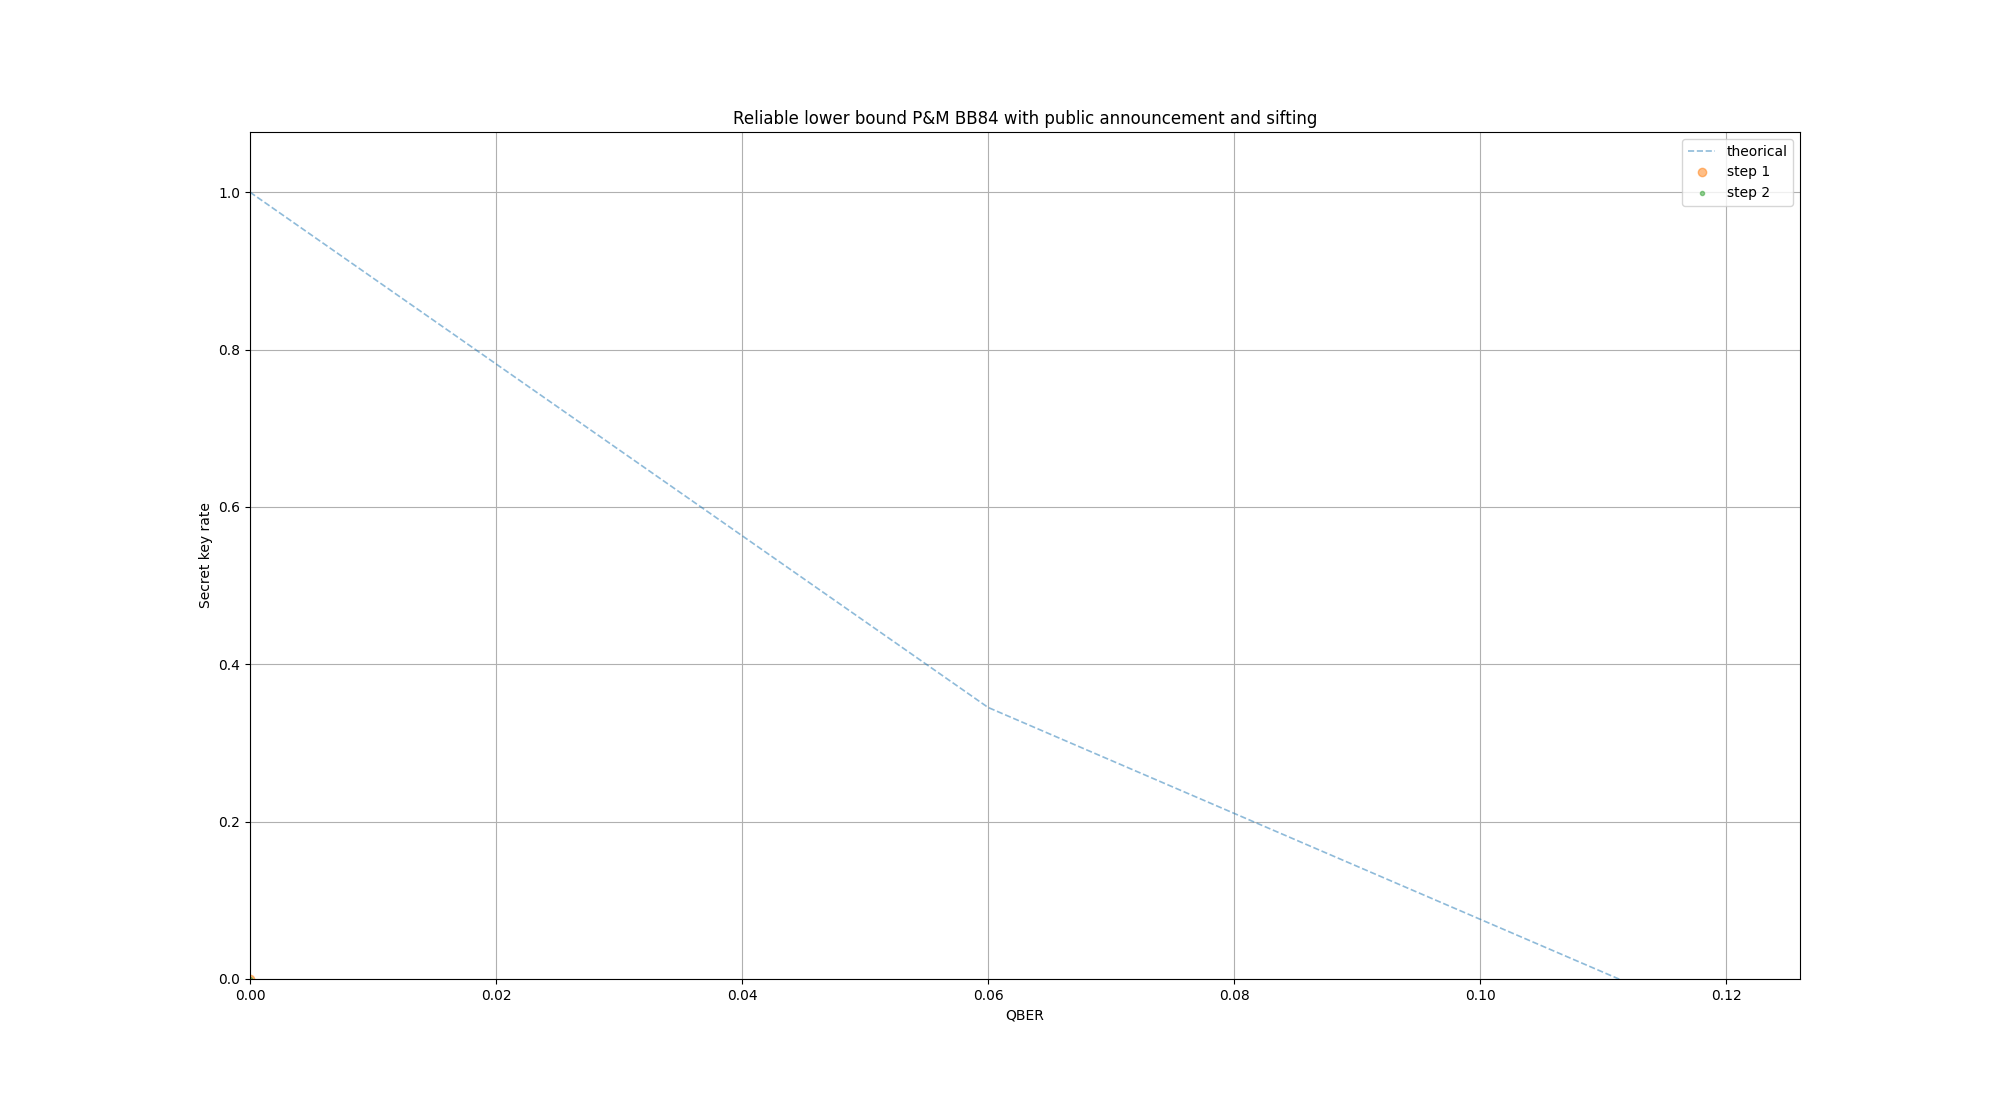 Reliable lower bound P&M BB84 with public announcement and sifting
theorical
step 1
step 2
1.0
0.8
0.6
0.4
0.2
0.0
Secret key rate
0.00 0.02 0.04 0.06 0.08 0.10 0.12
QBER